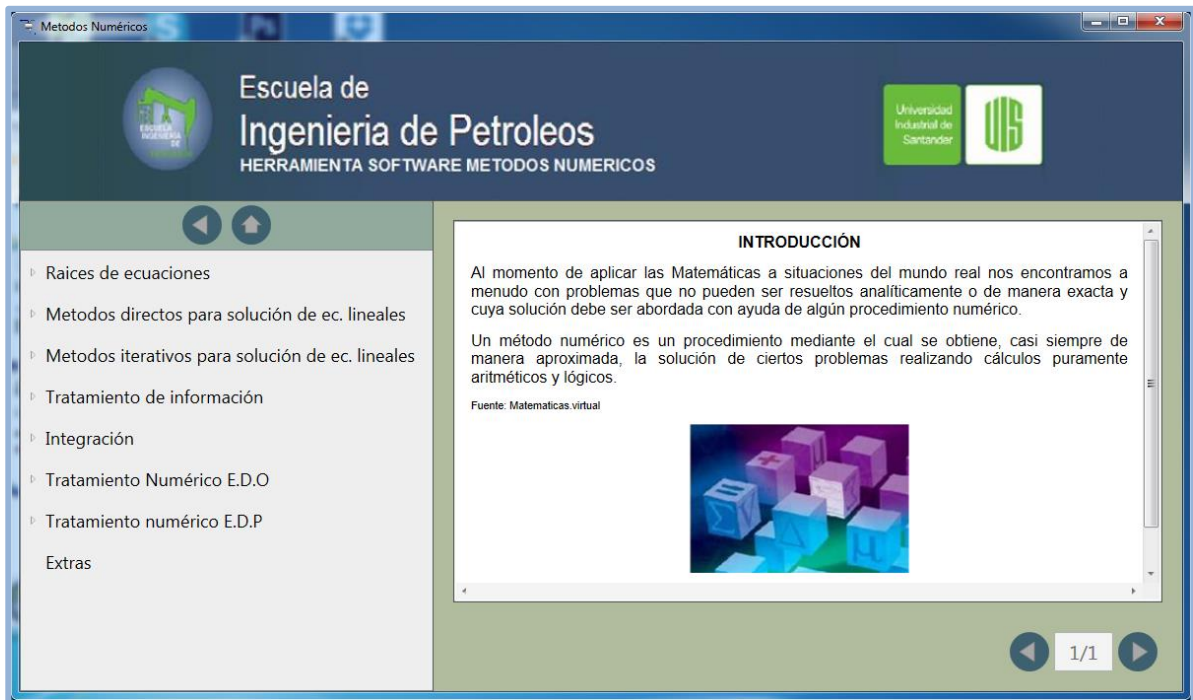 Metodos Numéricos
Escuela de
Ingenieria de Petroleos
HERRAMIENTA SOFTWARE METODOS NUMERICOS
ESCUELA
INGENIERIA
DE
Universidad
Industrial de
Santander
UIS
Raices de ecuaciones
Metodos directos para solución de ec. lineales
Metodos iterativos para solución de ec. lineales
Tratamiento de información
Integración
Tratamiento Numérico E.D.O
Tratamiento numérico E.D.P
Extras
INTRODUCCIÓN
Al momento de aplicar las Matemáticas a situaciones del mundo real nos encontramos a
menudo con problemas que no pueden ser resueltos analíticamente o de manera exacta y
cuya solución debe ser abordada con ayuda de algún procedimiento numérico.
Un método numérico es un procedimiento mediante el cual se obtiene, casi siempre de
manera aproximada, la solución de ciertos problemas realizando cálculos puramente
aritméticos y lógicos.
Fuente: Matematicas.virtual
1/1